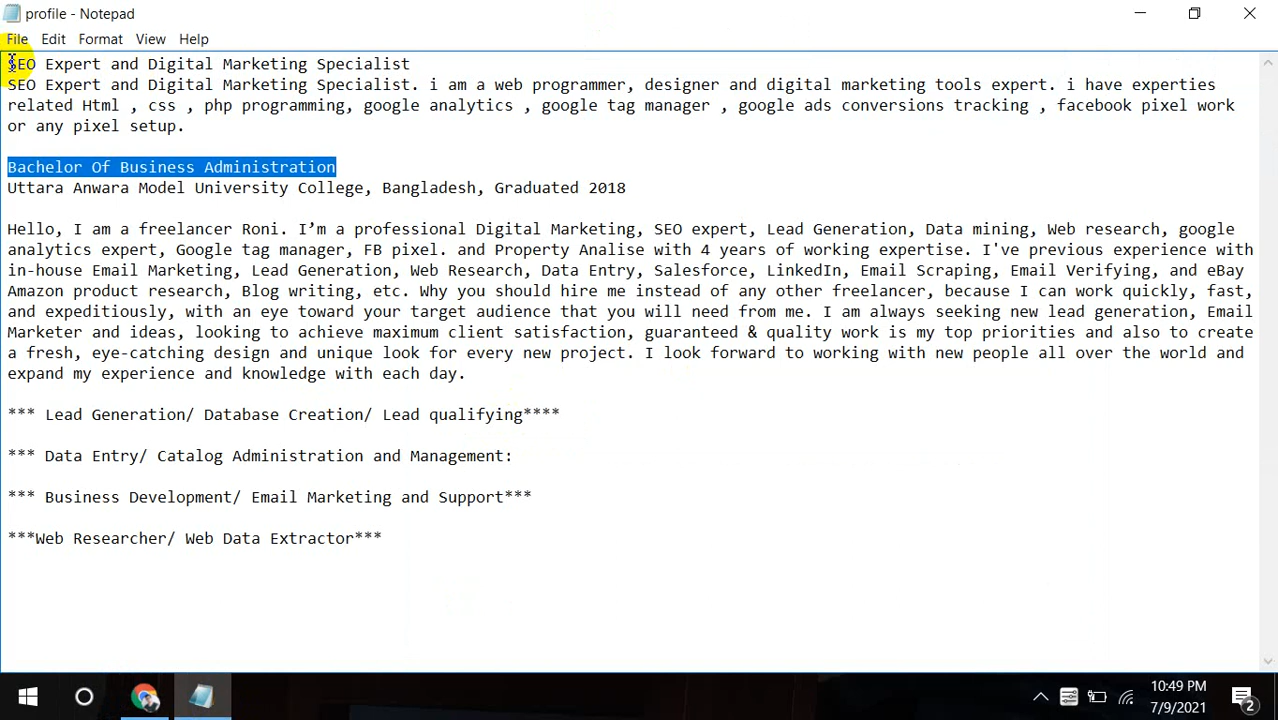 profile - Notepad
File Edit Format View Help
SEO Expert and Digital Marketing Specialist
SEO Expert and Digital Marketing Specialist. i am a web programmer, designer and digital marketing tools expert. i have experties
related Html , css , php programming, google analytics , google tag manager , google ads conversions tracking , facebook pixel work
or any pixel setup.
Bachelor Of Business Administration
Uttara Anwara Model University College, Bangladesh, Graduated 2018
Hello, I am a freelancer Roni. I’m a professional Digital Marketing, SEO expert, Lead Generation, Data mining, Web research, google
analytics expert, Google tag manager, FB pixel. and Property Analise with 4 years of working expertise. I've previous experience with
in-house Email Marketing, Lead Generation, Web Research, Data Entry, Salesforce, LinkedIn, Email Scraping, Email Verifying, and eBay
Amazon product research, Blog writing, etc. Why you should hire me instead of any other freelancer, because I can work quickly, fast,
and expeditiously, with an eye toward your target audience that you will need from me. I am always seeking new lead generation, Email
Marketer and ideas, looking to achieve maximum client satisfaction, guaranteed & quality work is my top priorities and also to create
a fresh, eye-catching design and unique look for every new project. I look forward to working with new people all over the world and
expand my experience and knowledge with each day.
*** Lead Generation/ Database Creation/ Lead qualifying****
*** Data Entry/ Catalog Administration and Management:
*** Business Development/ Email Marketing and Support***
***Web Researcher/ Web Data Extractor***
10:49 PM
7/9/2021
2